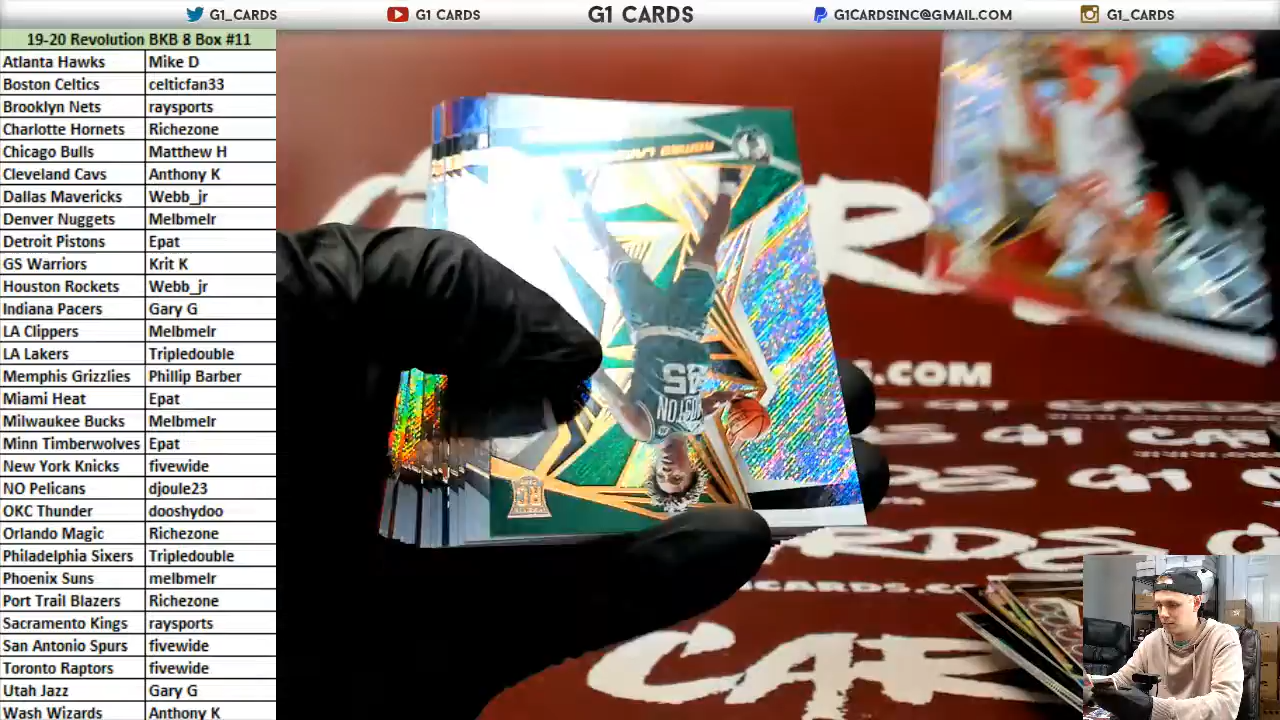 G1_CARDS G1 CARDS G1 CARDS G1CARDSINC@GMAIL.COM G1_CARDS
19-20 Revolution BKB 8 Box #11
Atlanta Hawks Mike D
Boston Celtics celticfan33
Brooklyn Nets raysports
Charlotte Hornets Richezone
Chicago Bulls Matthew H
Cleveland Cavs Anthony K
Dallas Mavericks Webb_jr
Denver Nuggets Melbmelr
Detroit Pistons Epat
GS Warriors Krit K
Houston Rockets Webb_jr
Indiana Pacers Gary G
LA Clippers Melbmelr
LA Lakers Tripledouble
Memphis Grizzlies Phillip Barber
Miami Heat Epat
Milwaukee Bucks Melbmelr
Minn Timberwolves Epat
New York Knicks fivewide
NO Pelicans djoule23
OKC Thunder dooshydoo
Orlando Magic Richezone
Philadelphia Sixers Tripledouble
Phoenix Suns melbmelr
Port Trail Blazers Richezone
Sacramento Kings raysports
San Antonio Spurs fivewide
Toronto Raptors fivewide
Utah Jazz Gary G
Wash Wizards Anthony K
.COM
G1 CAR
CARDS.COM
CAR